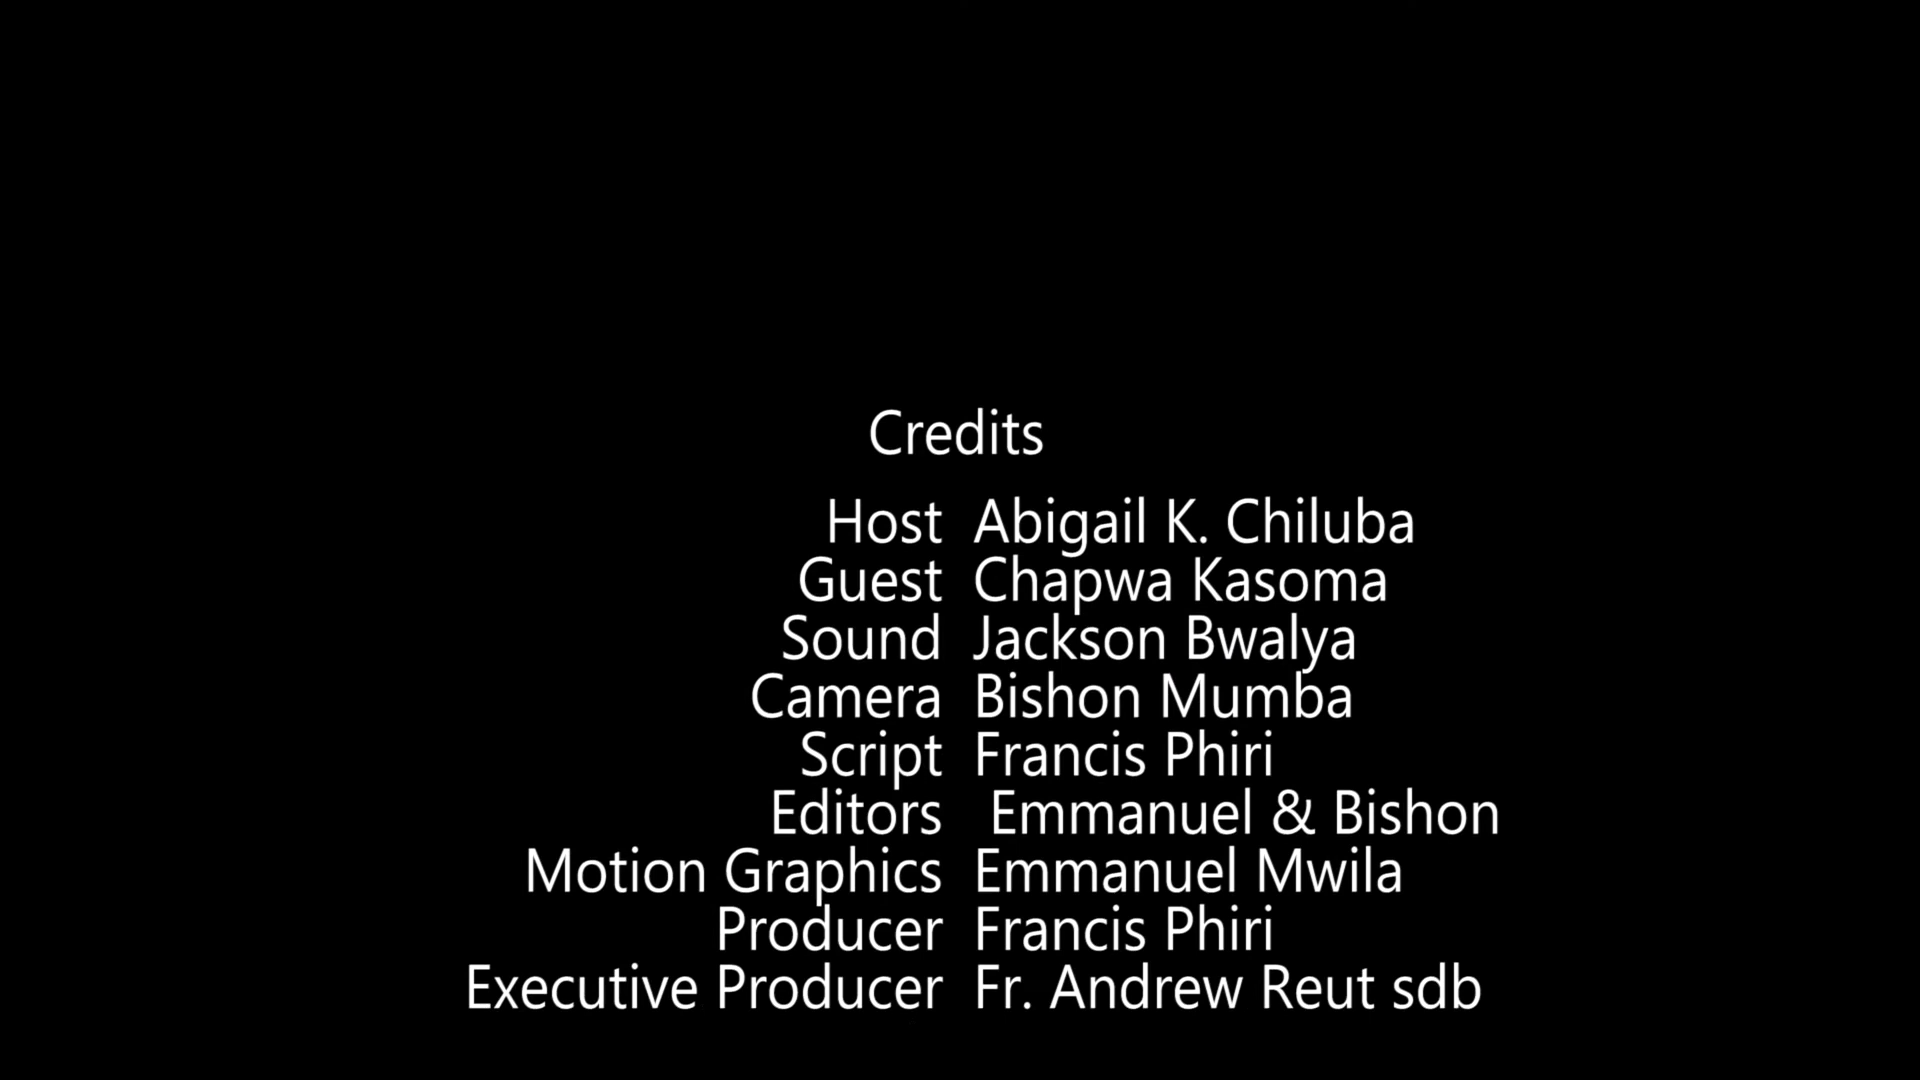 Credits
Host Abigail K. Chiluba
Guest Chapwa Kasoma
Sound Jackson Bwalya
Camera Bishon Mumba
Script Francis Phiri
Editors Emmanuel & Bishon
Motion Graphics Emmanuel Mwila
Producer Francis Phiri
Executive Producer Fr. Andrew Reut sdb